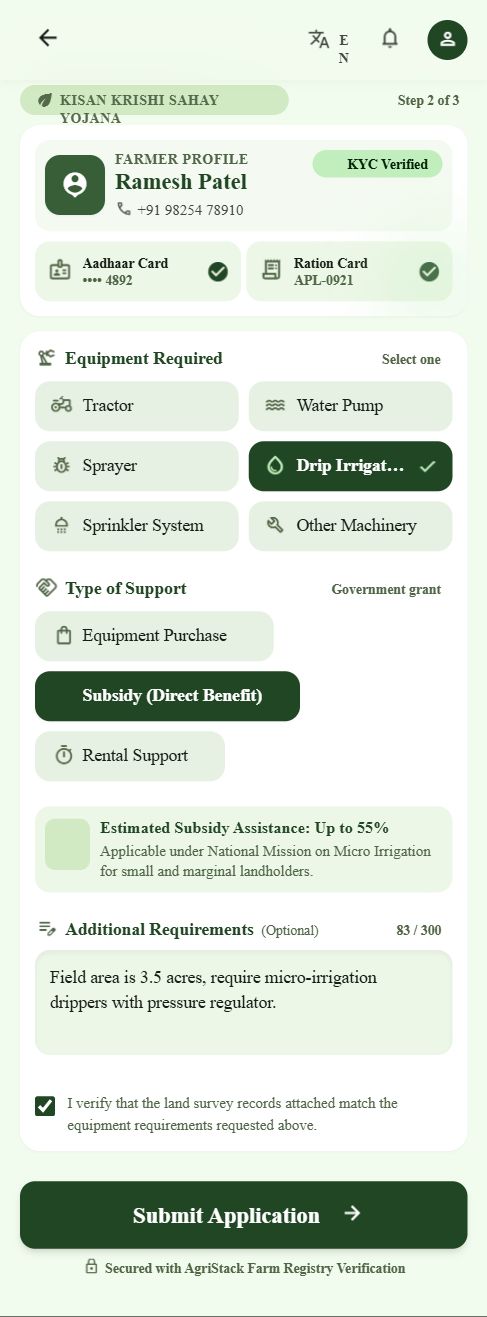 E
N
KISAN KRISHI SAHAY
YOJANA
Step 2 of 3
FARMER PROFILE
Ramesh Patel
KYC Verified
+91 98254 78910
Aadhaar Card
•••• 4892
Ration Card
APL-0921
Equipment Required
Select one
Tractor
Water Pump
Sprayer
Drip Irrigat...
Sprinkler System
Other Machinery
Type of Support
Government grant
Equipment Purchase
Subsidy (Direct Benefit)
Rental Support
Estimated Subsidy Assistance: Up to 55%
Applicable under National Mission on Micro Irrigation
for small and marginal landholders.
Additional Requirements (Optional)
83 / 300
Field area is 3.5 acres, require micro-irrigation
drippers with pressure regulator.
I verify that the land survey records attached match the
equipment requirements requested above.
Submit Application
Secured with AgriStack Farm Registry Verification